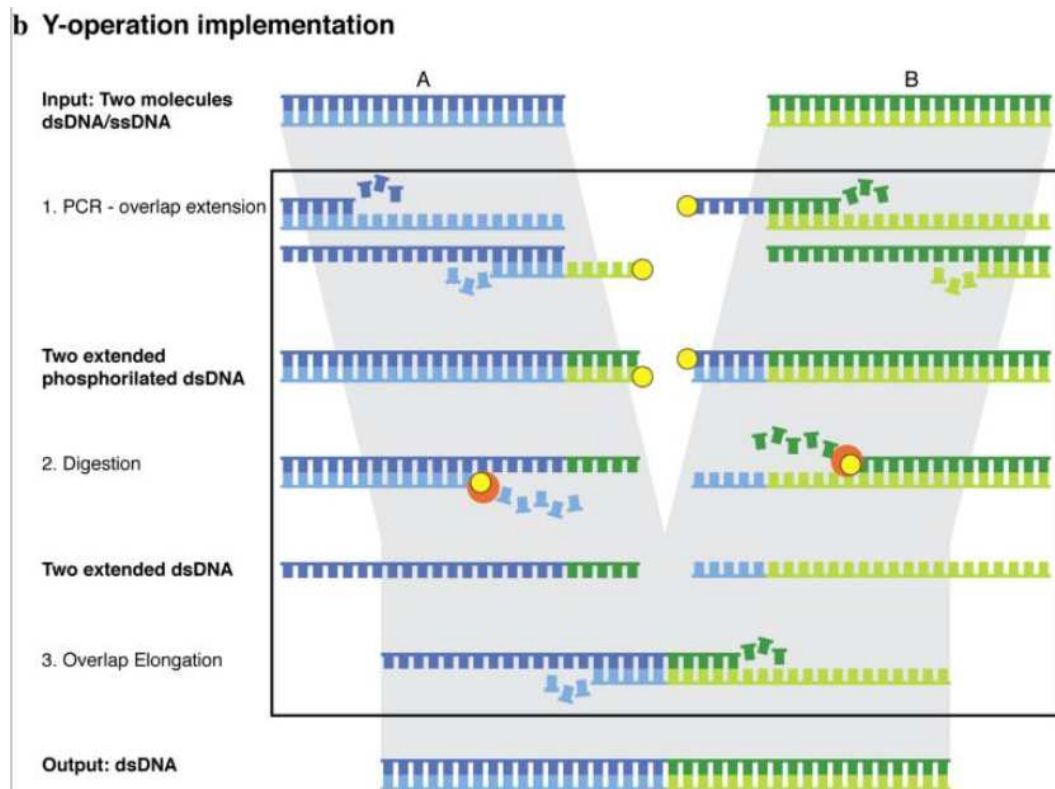 b Y-operation implementation
A
B
Input: Two molecules
dsDNA/ssDNA
1. PCR - overlap extension
Two extended
phosphorilated dsDNA
2. Digestion
Two extended dsDNA
3. Overlap Elongation
Output: dsDNA